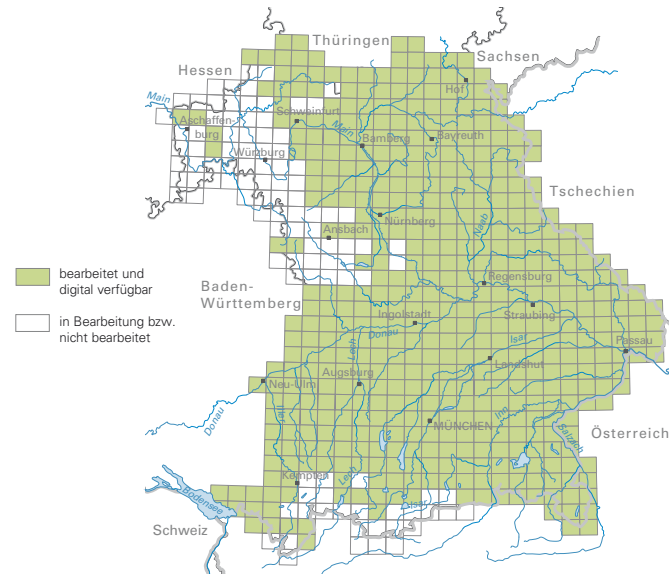 Thüringen
Sachsen
Hessen
Hof
Main
Schweinfurt
Aschaffen-
burg
Main
Bamberg
Bayreuth
Würzburg
Tschechien
Nürnberg
Naab
Ansbach
bearbeitet und
digital verfügbar
Baden-
Württemberg
Regensburg
in Bearbeitung bzw.
nicht bearbeitet
Ingolstadt
Straubing
Donau
Isar
Passau
Lech
Landshut
Augsburg
Neu-Ulm
Iller
Donau
Inn
MÜNCHEN
Salzach
Österreich
Kempten
Lech
Isar
Bodensee
Schweiz